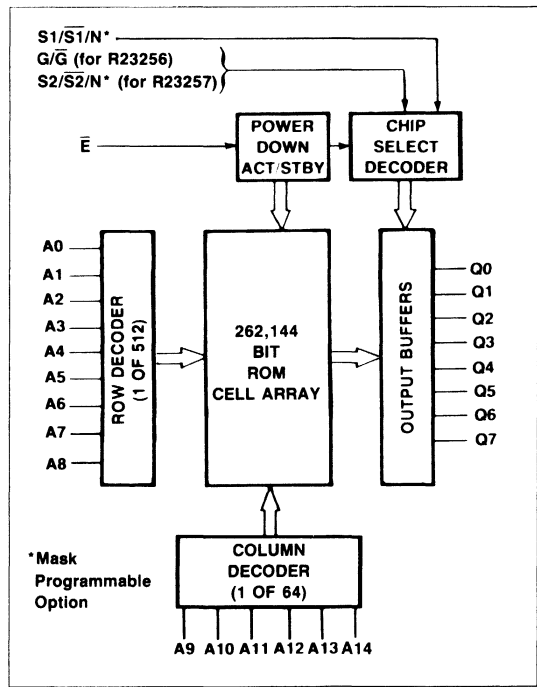 S1/S̅1̅/N*
G/G̅ (for R23256)
S2/S̅2̅/N* (for R23257)
E̅
POWER
DOWN
ACT/STBY
CHIP
SELECT
DECODER
A0
A1
A2
A3
A4
A5
A6
A7
A8
ROW DECODER
(1 OF 512)
262,144
BIT
ROM
CELL ARRAY
OUTPUT BUFFERS
Q0
Q1
Q2
Q3
Q4
Q5
Q6
Q7
*Mask
Programmable
Option
COLUMN
DECODER
(1 OF 64)
A9 A10 A11 A12 A13 A14